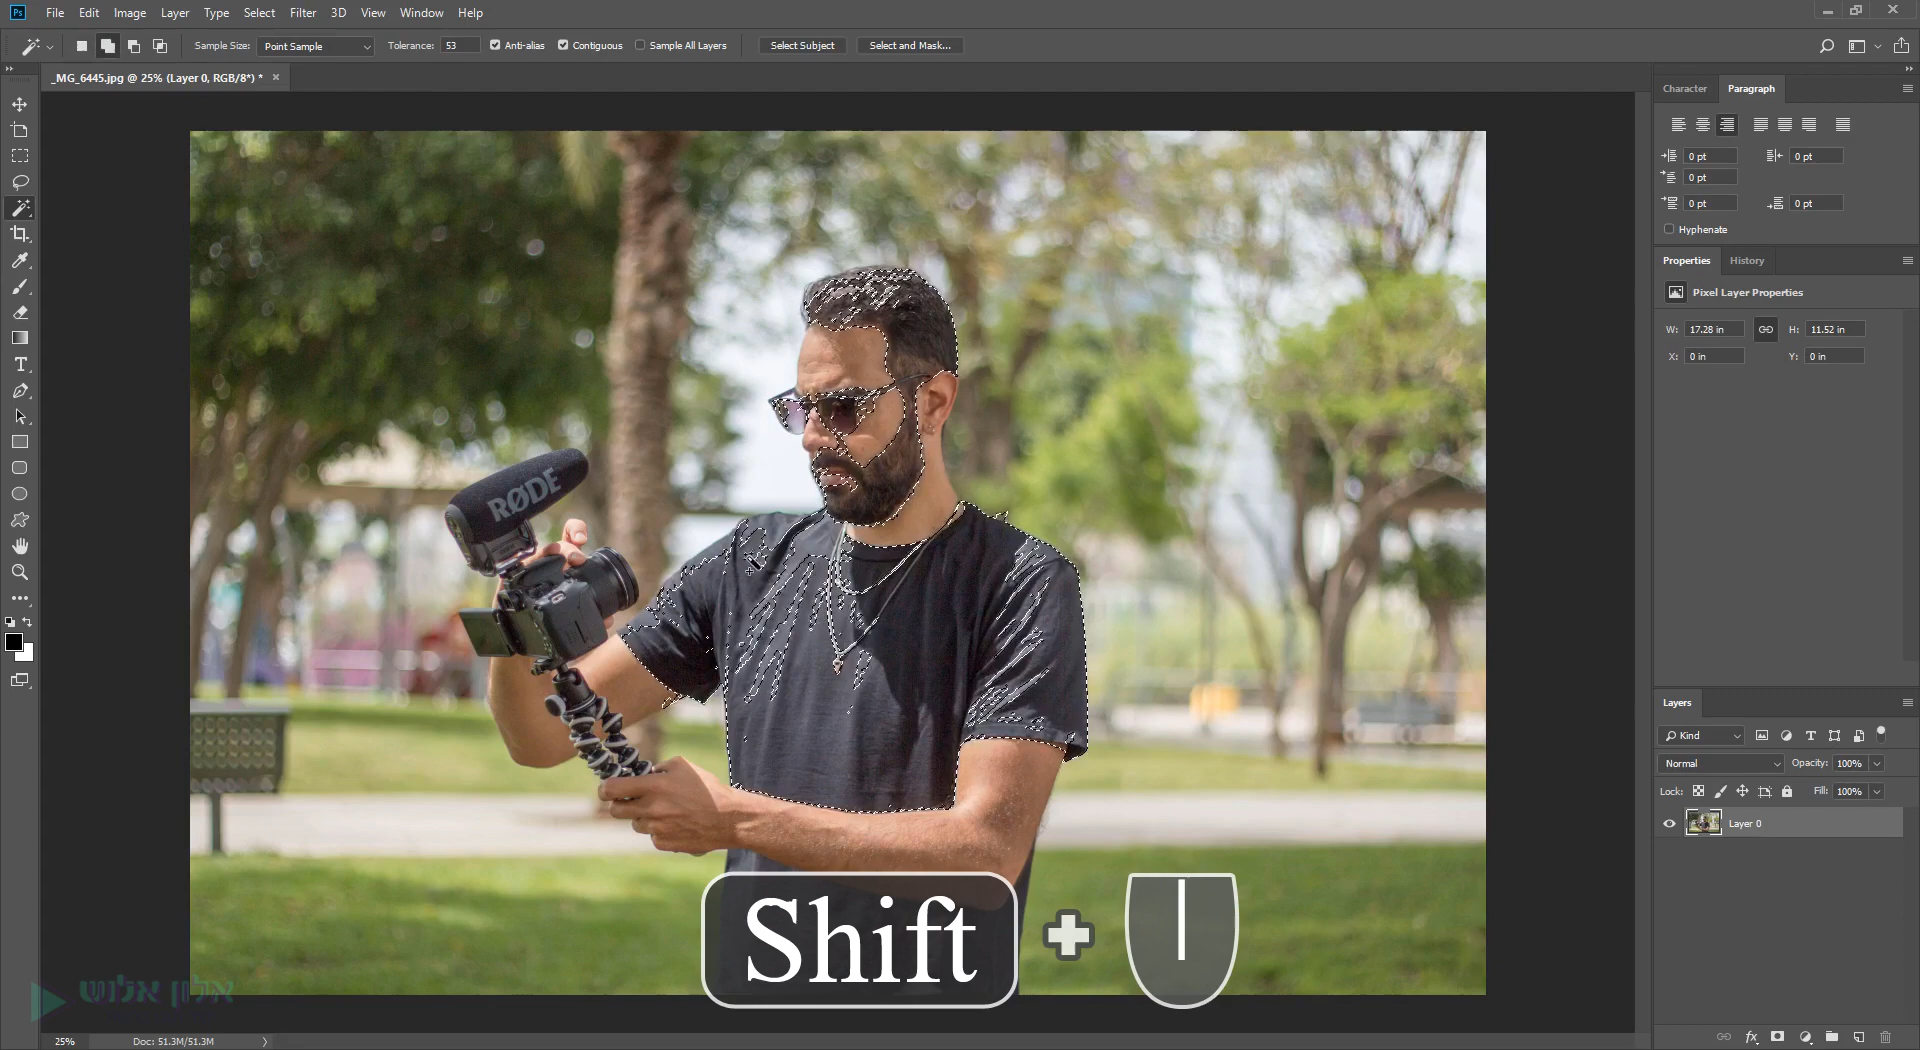 Ps File Edit Image Layer Type Select Filter 3D View Window Help
Sample Size: Point Sample Tolerance: 53 Anti-alias Contiguous Sample All Layers Select Subject Select and Mask...
_MG_6445.jpg @ 25% (Layer 0, RGB/8*) *
Character Paragraph
0 pt 0 pt
0 pt
0 pt 0 pt
Hyphenate
Properties History
Pixel Layer Properties
W: 17.28 in H: 11.52 in
X: 0 in Y: 0 in
RØDE
Layers
Kind
Normal Opacity: 100%
Lock: Fill: 100%
Layer 0
Shift
אלון אלוש
25% Doc: 51.3M/51.3M